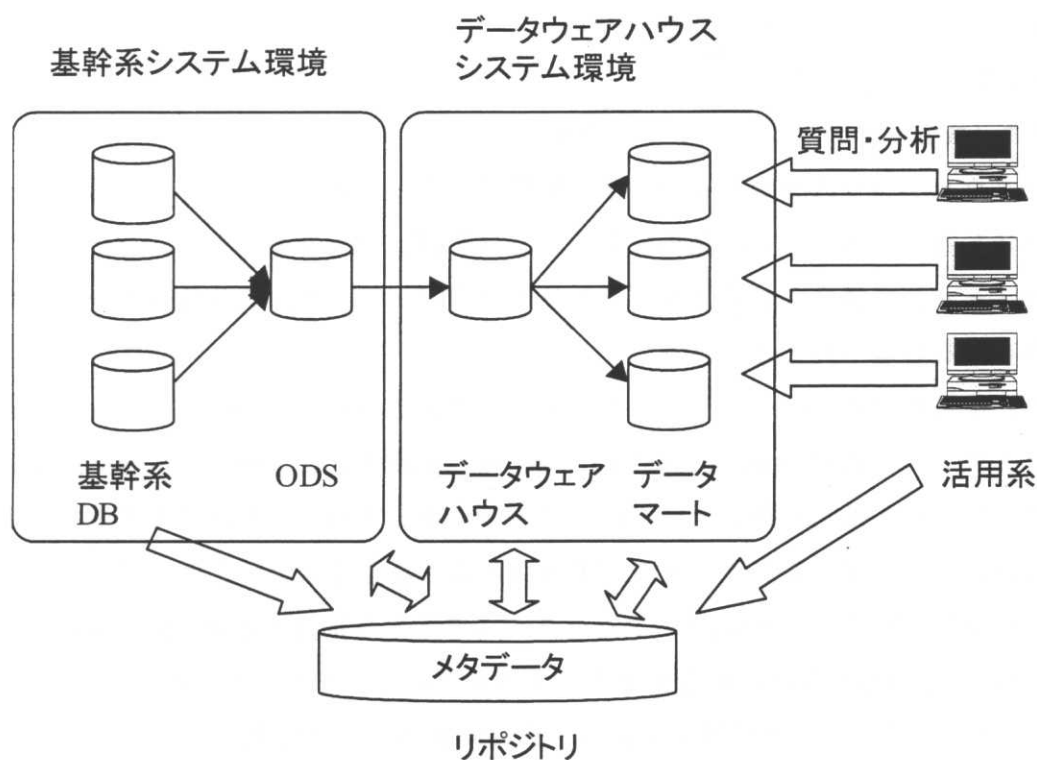 データウェアハウス
システム環境
基幹系システム環境
質問・分析
基幹系
DB
ODS
データウェア
ハウス
データ
マート
活用系
メタデータ
リポジトリ